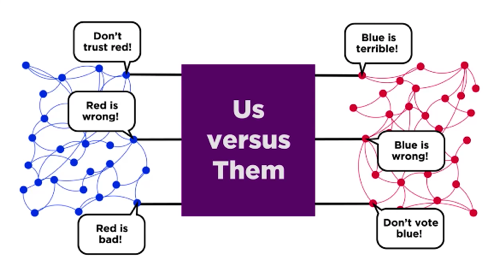 Don't
trust red!
Red is
wrong!
Red is
bad!
Us
versus
Them
Blue is
terrible!
Blue is
wrong!
Don't vote
blue!